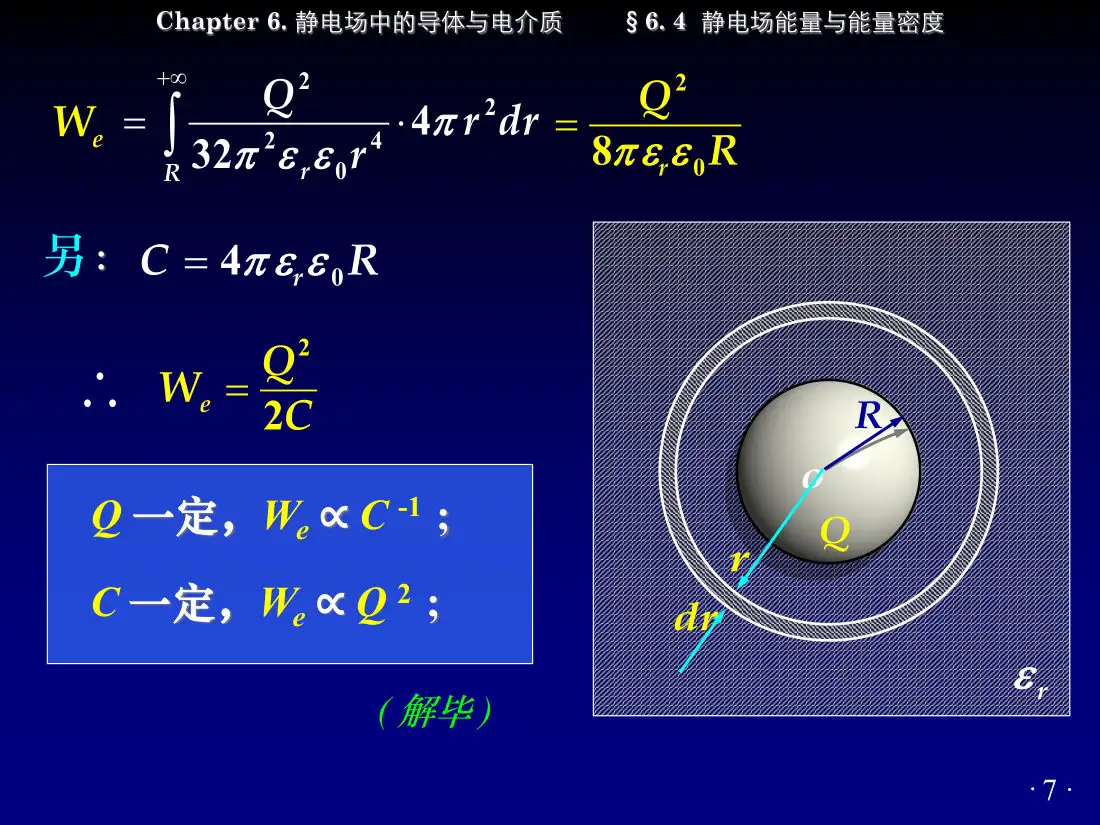 Chapter 6. 静电场中的导体与电介质 §6. 4 静电场能量与能量密度
W_e = ∫_R^{+∞} Q²/(32π²ε_rε_0r⁴) · 4πr²dr = Q²/(8πε_rε_0R)
另： C = 4πε_rε_0R
∴ W_e = Q²/(2C)
Q 一定，W_e ∝ C⁻¹；
C 一定，W_e ∝ Q²；
(解毕)
R
o
Q
r
dr
ε_r
· 7 ·